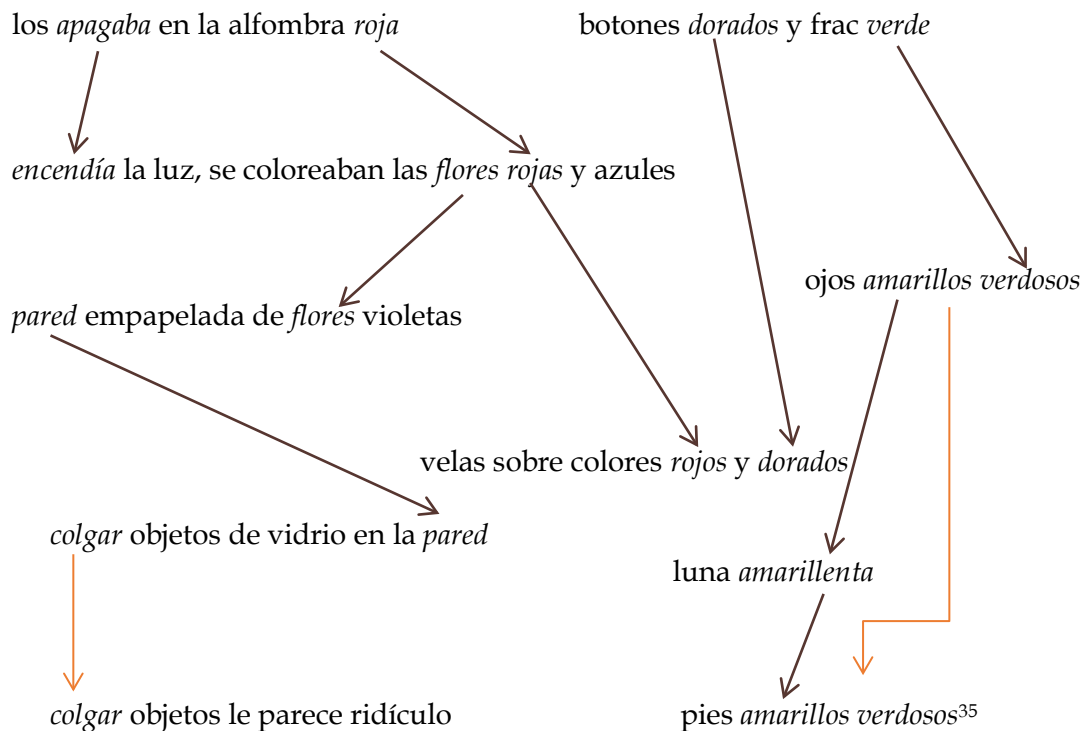 los apagaba en la alfombra roja
botones dorados y frac verde
encendía la luz, se coloreaban las flores rojas y azules
ojos amarillos verdosos
pared empapelada de flores violetas
velas sobre colores rojos y dorados
colgar objetos de vidrio en la pared
luna amarillenta
colgar objetos le parece ridículo
pies amarillos verdosos³⁵